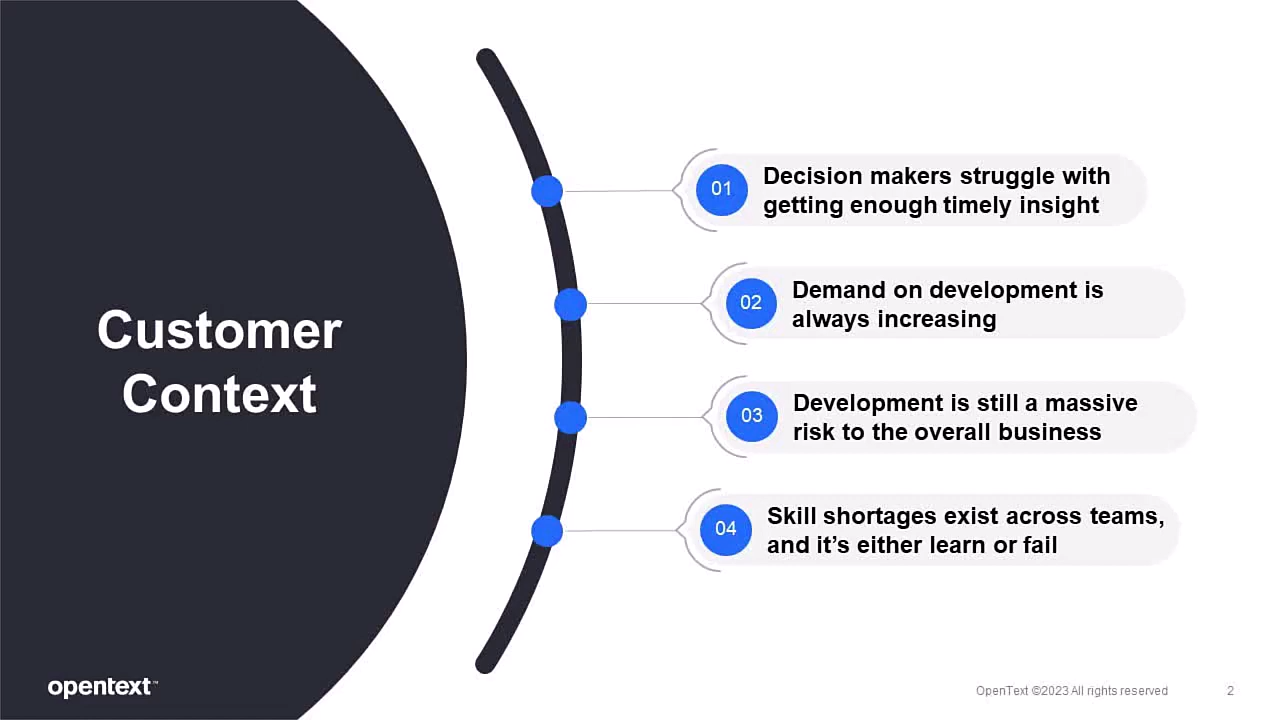 Customer
Context
01
Decision makers struggle with
getting enough timely insight
02
Demand on development is
always increasing
03
Development is still a massive
risk to the overall business
04
Skill shortages exist across teams,
and it’s either learn or fail
opentext™
OpenText ©2023 All rights reserved
2